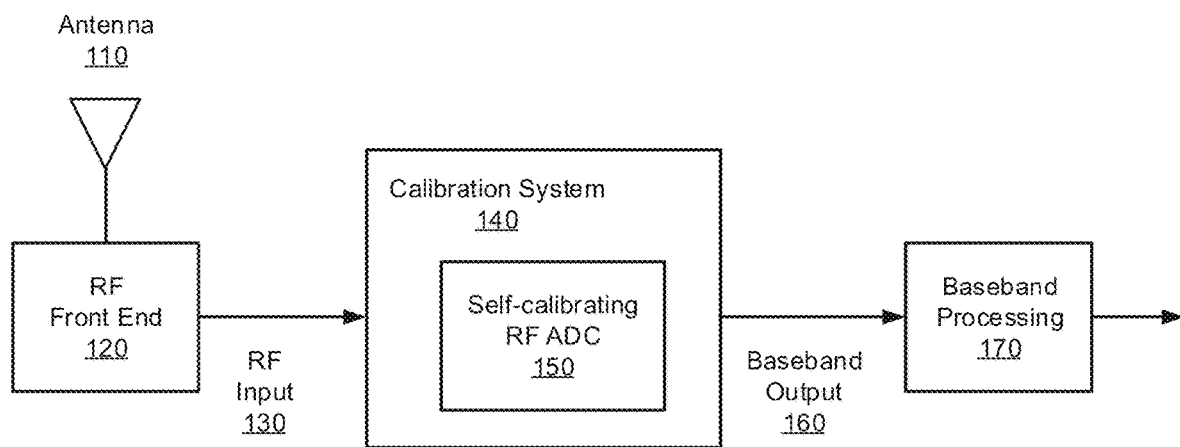 Antenna
110
Calibration System
140
RF
Front End
120
Self-calibrating
RF ADC
150
Baseband
Processing
170
RF
Input
130
Baseband
Output
160